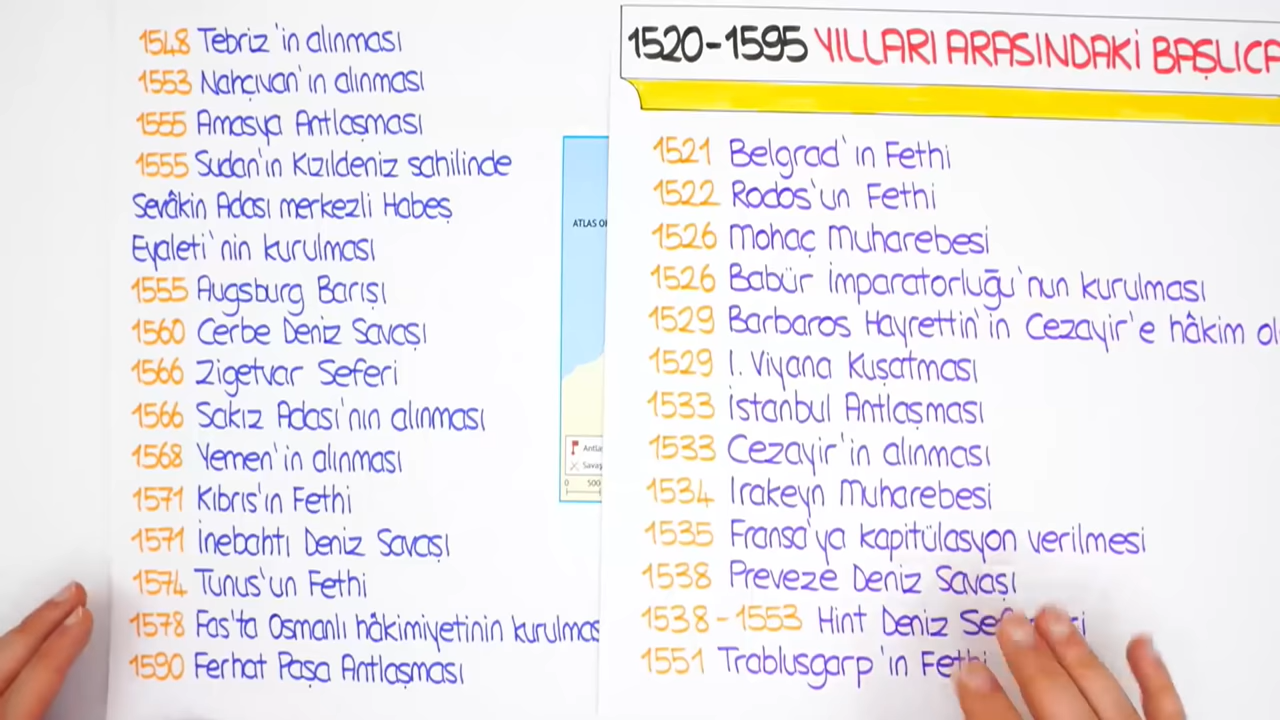 1548 Tebriz'in alınması
1553 Nahçıvan'ın alınması
1555 Amasya Antlaşması
1555 Sudan'ın Kızıldeniz sahilinde
Sevâkin Adası merkezli Habeş
Eyaleti'nin kurulması
1555 Augsburg Barışı
1560 Cerbe Deniz Savaşı
1566 Zigetvar Seferi
1566 Sakız Adası'nın alınması
1568 Yemen'in alınması
1571 Kıbrıs'ın Fethi
1571 İnebahtı Deniz Savaşı
1574 Tunus'un Fethi
1578 Fas'ta Osmanlı hâkimiyetinin kurulmas
1590 Ferhat Paşa Antlaşması
ATLAS
0 500
1520-1595 YILLARI ARASINDAKİ BAŞLICA
1521 Belgrad'ın Fethi
1522 Rodos'un Fethi
1526 Mohaç Muharebesi
1526 Babür İmparatorluğu'nun kurulması
1529 Barbaros Hayrettin'in Cezayir'e hâkim ol
1529 I. Viyana Kuşatması
1533 İstanbul Antlaşması
1533 Cezayir'in alınması
1534 Irakeyn Muharebesi
1535 Fransa'ya kapitülasyon verilmesi
1538 Preveze Deniz Savaşı
1538-1553 Hint Deniz
1551 Trablusgarp'ın Fethi